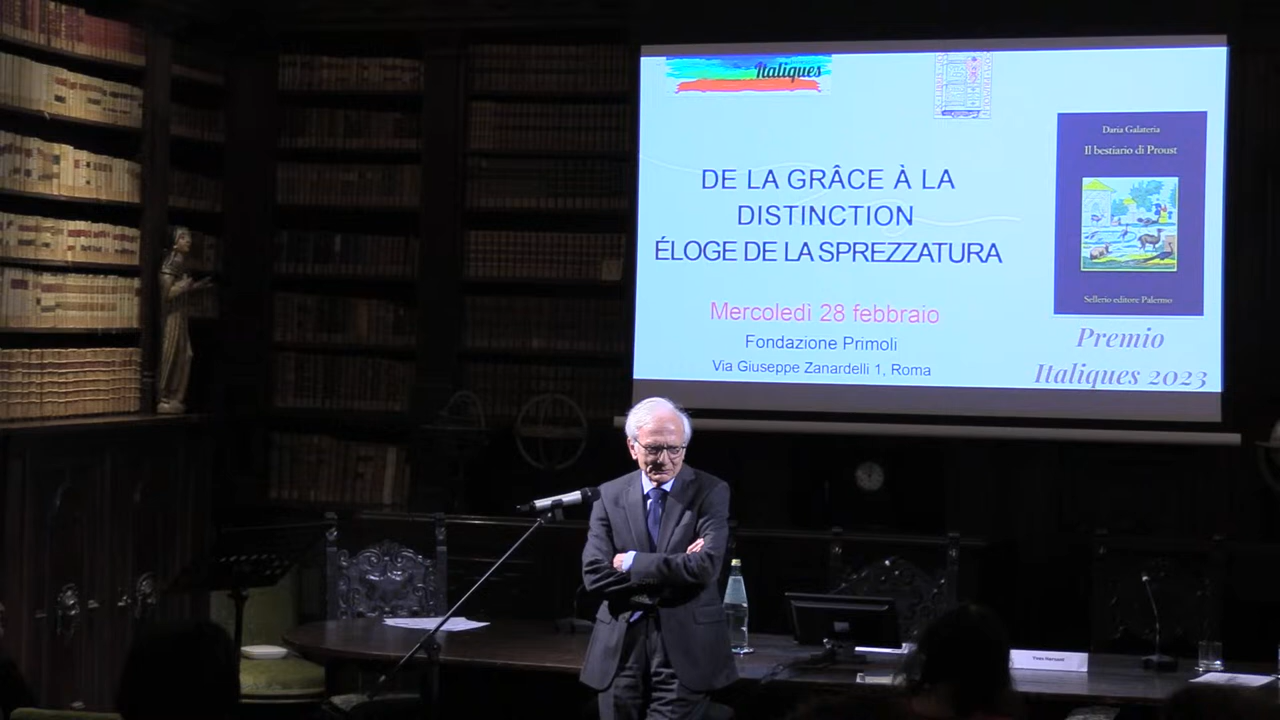 Italiques
DE LA GRÂCE À LA
DISTINCTION
ÉLOGE DE LA SPREZZATURA
Mercoledì 28 febbraio
Fondazione Primoli
Via Giuseppe Zanardelli 1, Roma
Daria Galateria
Il bestiario di Proust
Sellerio editore Palermo
Premio
Italiques 2023